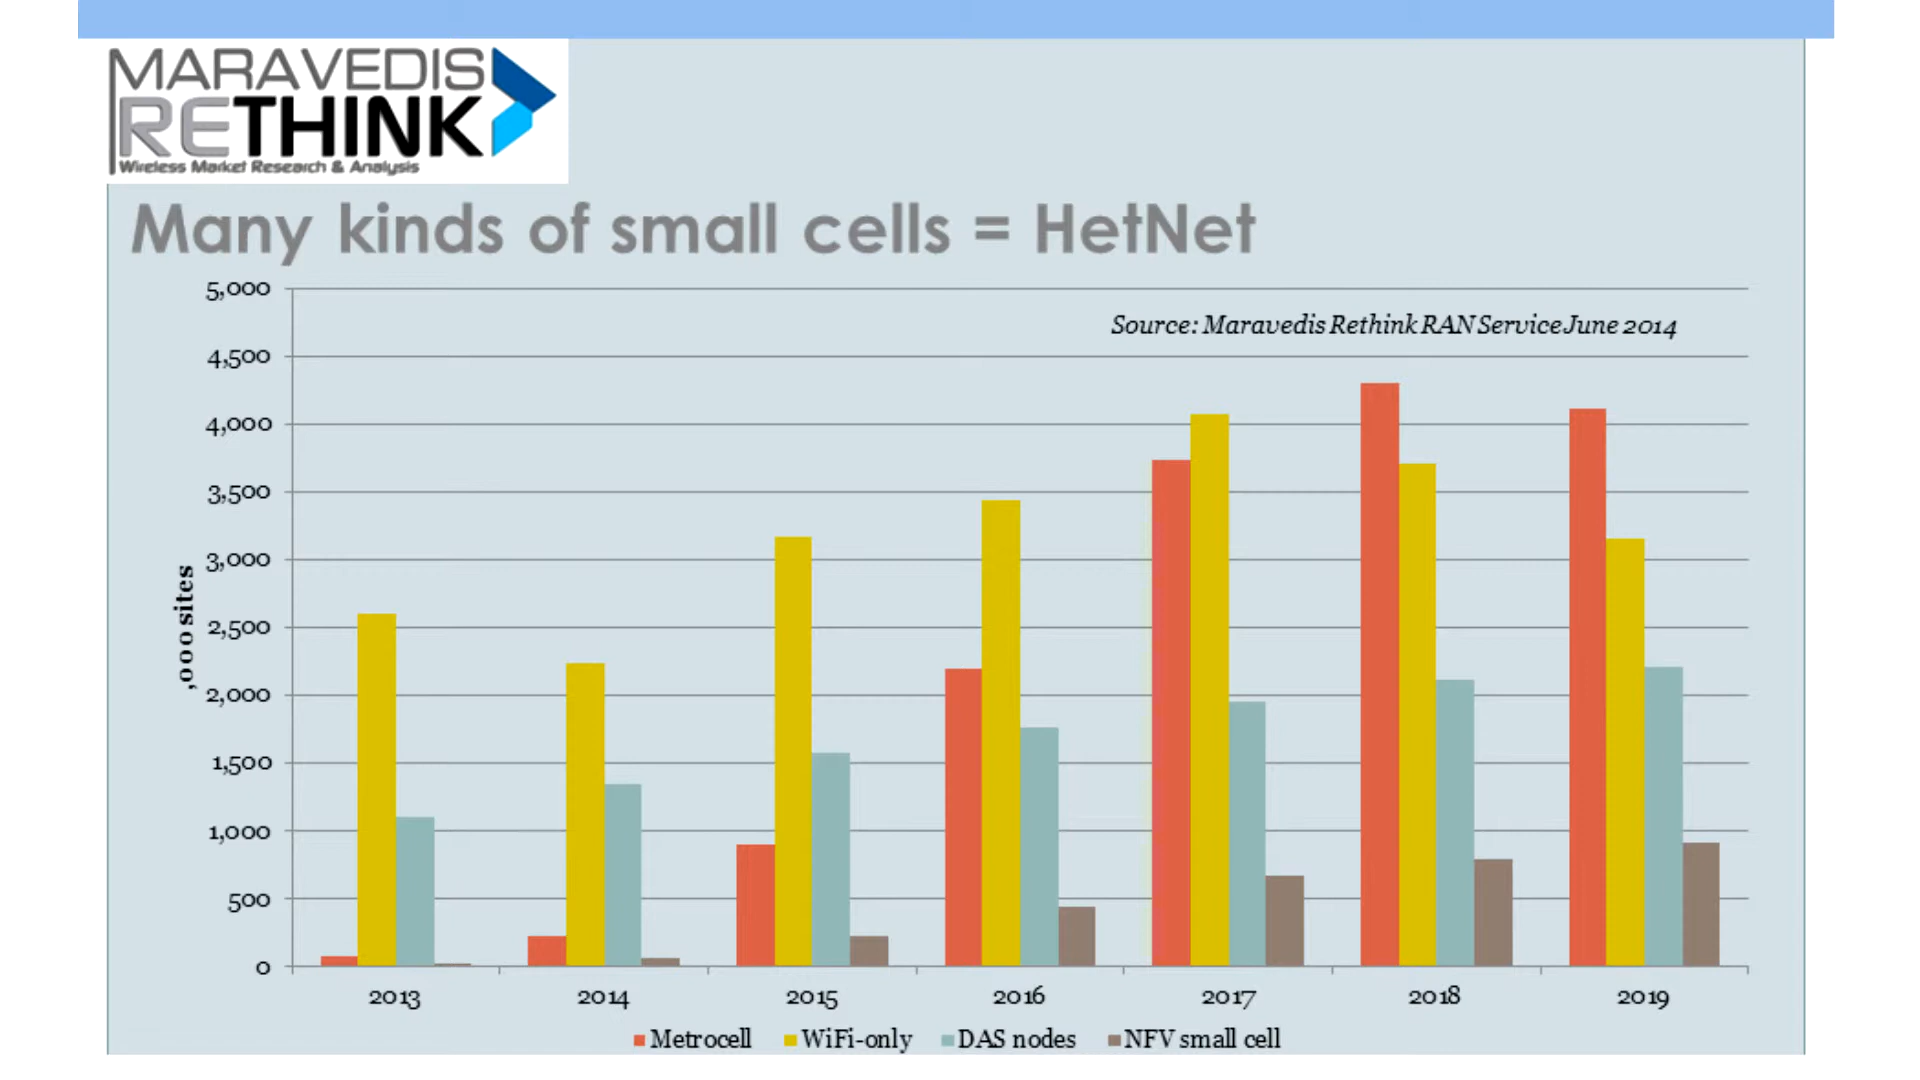 MARAVEDIS
RETHINK
Wireless Market Research & Analysis
Many kinds of small cells = HetNet
Source: Maravedis Rethink RAN Service June 2014
5,000
4,500
4,000
3,500
3,000
2,500
2,000
1,500
1,000
500
0
,000 sites
2013 2014 2015 2016 2017 2018 2019
Metrocell WiFi-only DAS nodes NFV small cell